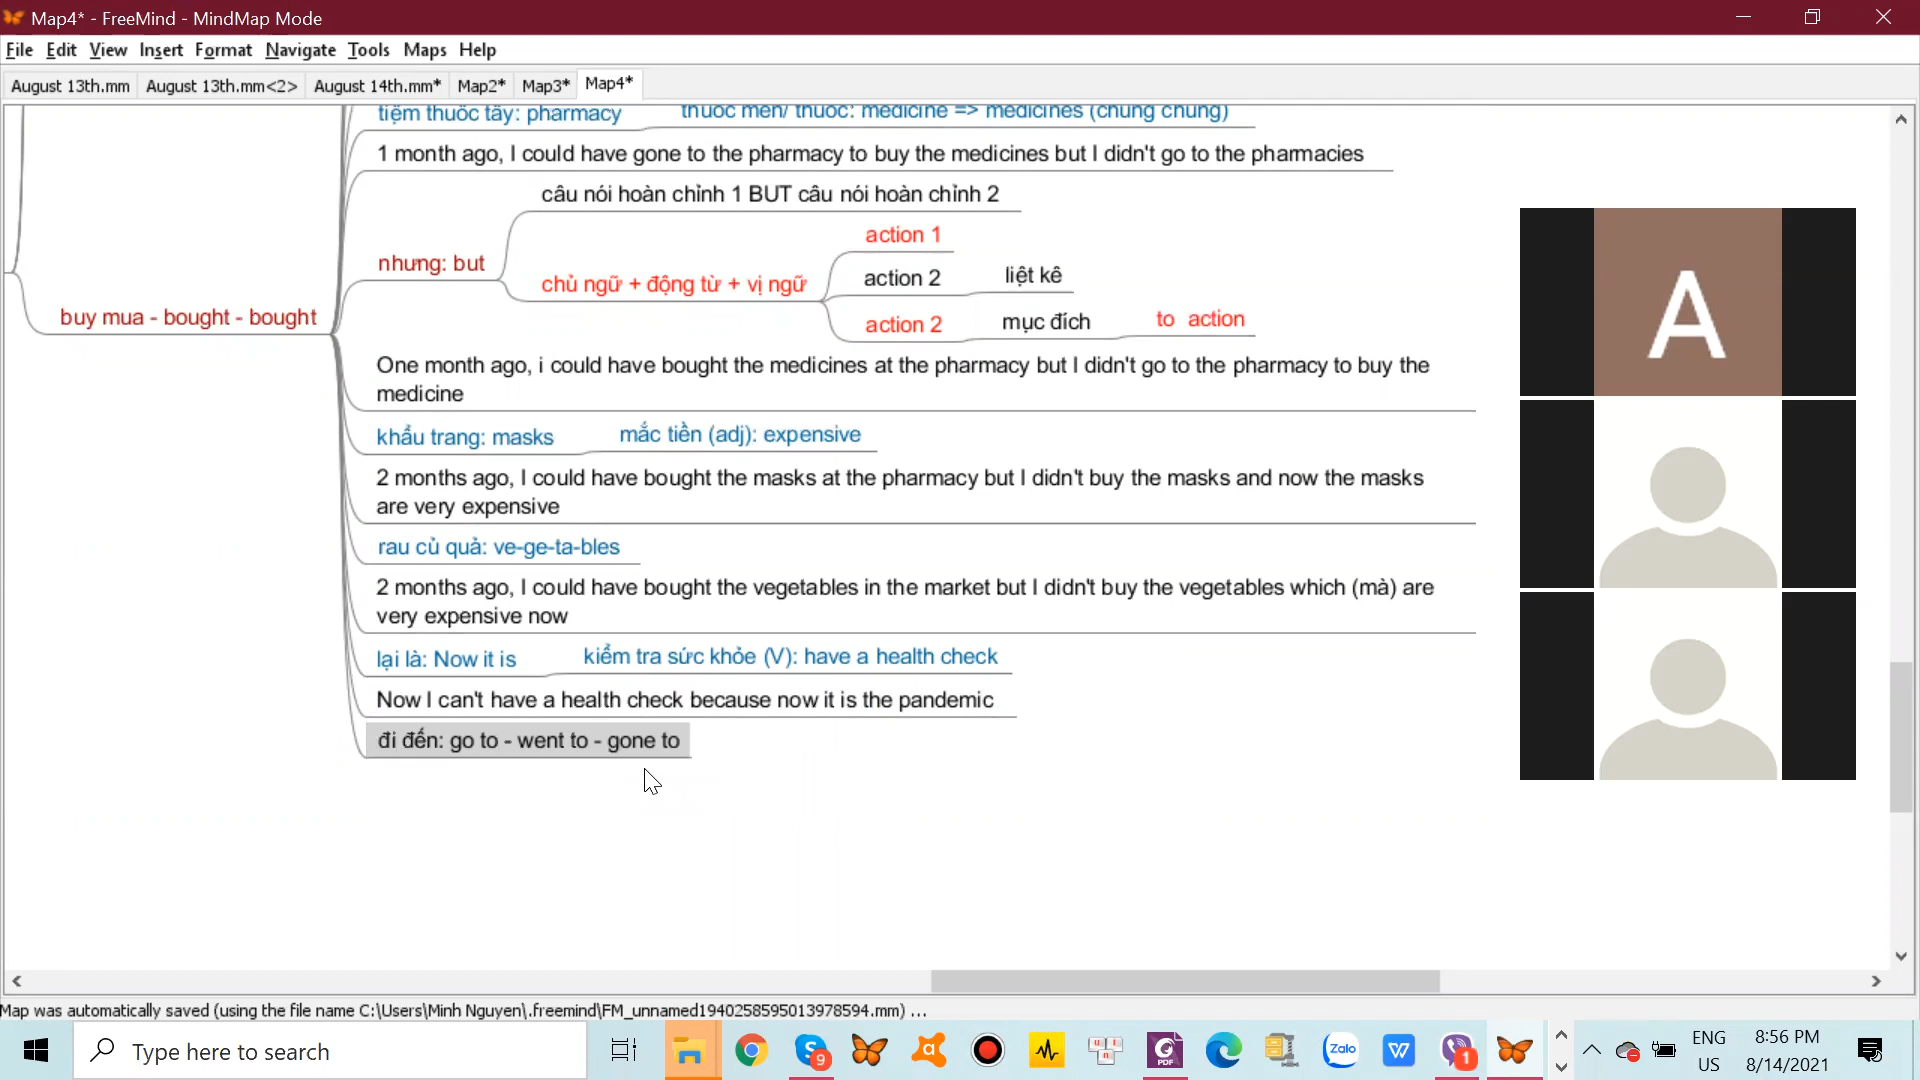 Map4* - FreeMind - MindMap Mode
File Edit View Insert Format Navigate Tools Maps Help
August 13th.mm August 13th.mm<2> August 14th.mm* Map2* Map3* Map4*
tiệm thuốc tây: pharmacy thuốc men/ thuốc: medicine => medicines (chung chung)
1 month ago, I could have gone to the pharmacy to buy the medicines but I didn't go to the pharmacies
câu nói hoàn chỉnh 1 BUT câu nói hoàn chỉnh 2
action 1
nhưng: but
action 2 liệt kê
chủ ngữ + động từ + vị ngữ
buy mua - bought - bought
action 2 mục đích to action
One month ago, i could have bought the medicines at the pharmacy but I didn't go to the pharmacy to buy the
medicine
khẩu trang: masks mắc tiền (adj): expensive
2 months ago, I could have bought the masks at the pharmacy but I didn't buy the masks and now the masks
are very expensive
rau củ quả: ve-ge-ta-bles
2 months ago, I could have bought the vegetables in the market but I didn't buy the vegetables which (mà) are
very expensive now
lại là: Now it is kiểm tra sức khỏe (V): have a health check
Now I can't have a health check because now it is the pandemic
đi đến: go to - went to - gone to
A
Map was automatically saved (using the file name C:\Users\Minh Nguyen\.freemind\FM_unnamed1940258595013978594.mm) ...
Type here to search
9
a
PDF
Zalo
W
1
ENG
US
8:56 PM
8/14/2021